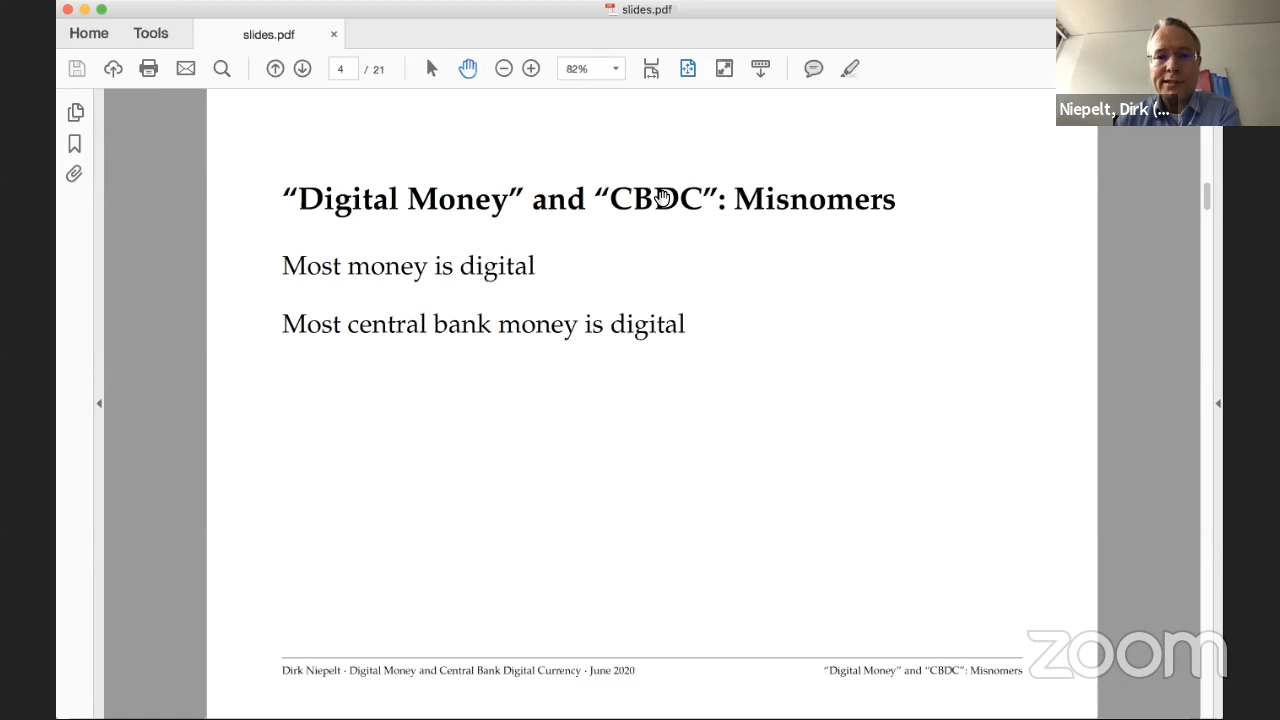 slides.pdf
Home
Tools
slides.pdf
×
4
/ 21
82%
Niepelt, Dirk (...
“Digital Money” and “CBDC”: Misnomers
Most money is digital
Most central bank money is digital
Dirk Niepelt · Digital Money and Central Bank Digital Currency · June 2020
“Digital Money” and “CBDC”: Misnomers
zoom